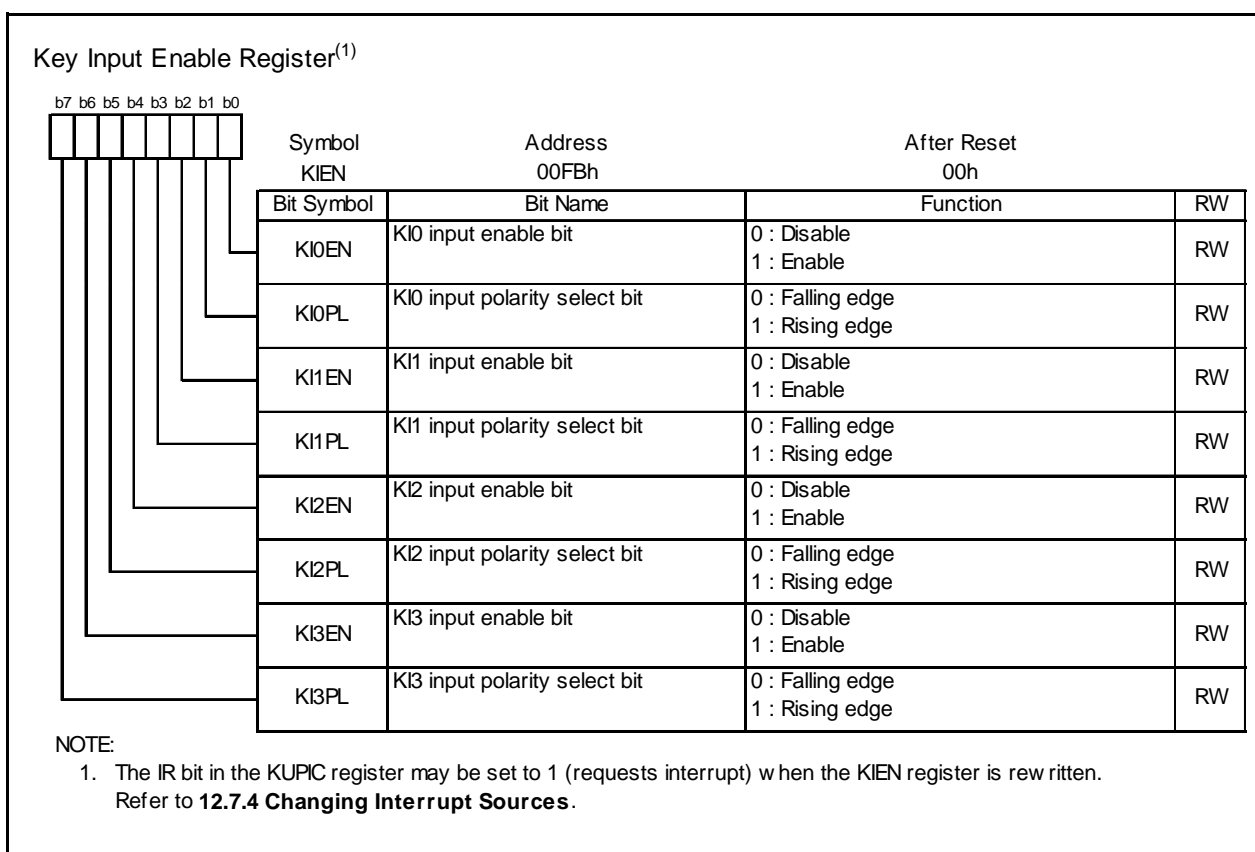 Key Input Enable Register(1)
b7 b6 b5 b4 b3 b2 b1 b0
Symbol Address After Reset
KIEN 00FBh 00h
Bit Symbol Bit Name Function RW
KI0EN KI0 input enable bit 0 : Disable RW
1 : Enable
KI0PL KI0 input polarity select bit 0 : Falling edge RW
1 : Rising edge
KI1EN KI1 input enable bit 0 : Disable RW
1 : Enable
KI1PL KI1 input polarity select bit 0 : Falling edge RW
1 : Rising edge
KI2EN KI2 input enable bit 0 : Disable RW
1 : Enable
KI2PL KI2 input polarity select bit 0 : Falling edge RW
1 : Rising edge
KI3EN KI3 input enable bit 0 : Disable RW
1 : Enable
KI3PL KI3 input polarity select bit 0 : Falling edge RW
1 : Rising edge
NOTE:
1. The IR bit in the KUPIC register may be set to 1 (requests interrupt) when the KIEN register is rewritten.
Refer to 12.7.4 Changing Interrupt Sources.